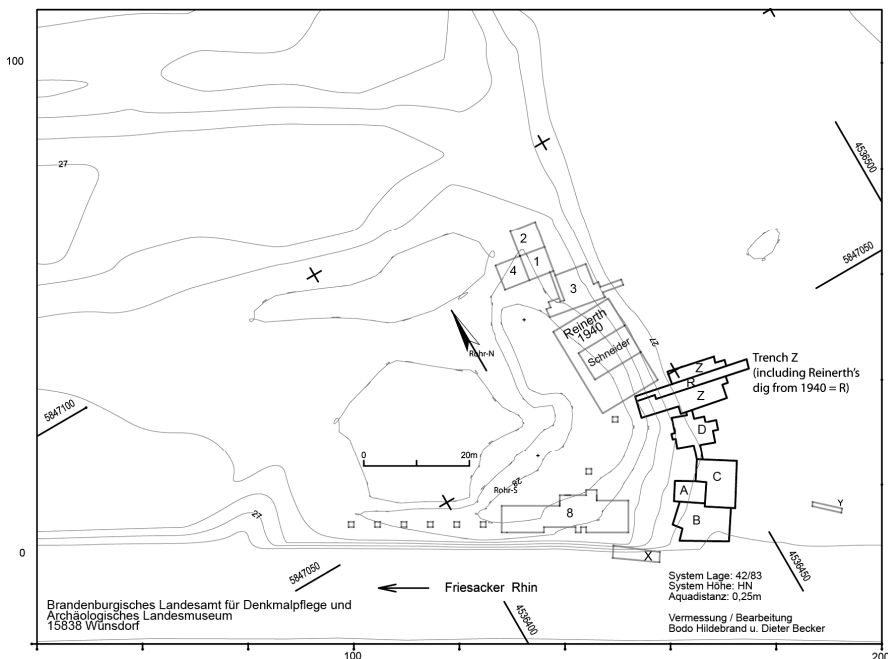 100
27
4536500
5847050
2
1
4
3
Reinerth
1940
Schneider
27
Rohr-N
Z
R
Z
Trench Z
(including Reinerth's
dig from 1940 = R)
5847100
D
0 20m
C
A
B
28
Rohr-S
8
27
Y
X
0
5847050
4536450
Friesacker Rhin
4536400
System Lage: 42/83
System Höhe: HN
Aquadistanz: 0,25m
Vermessung / Bearbeitung
Bodo Hildebrand u. Dieter Becker
Brandenburgisches Landesamt für Denkmalpflege und
Archäologisches Landesmuseum
15838 Wünsdorf
100
200